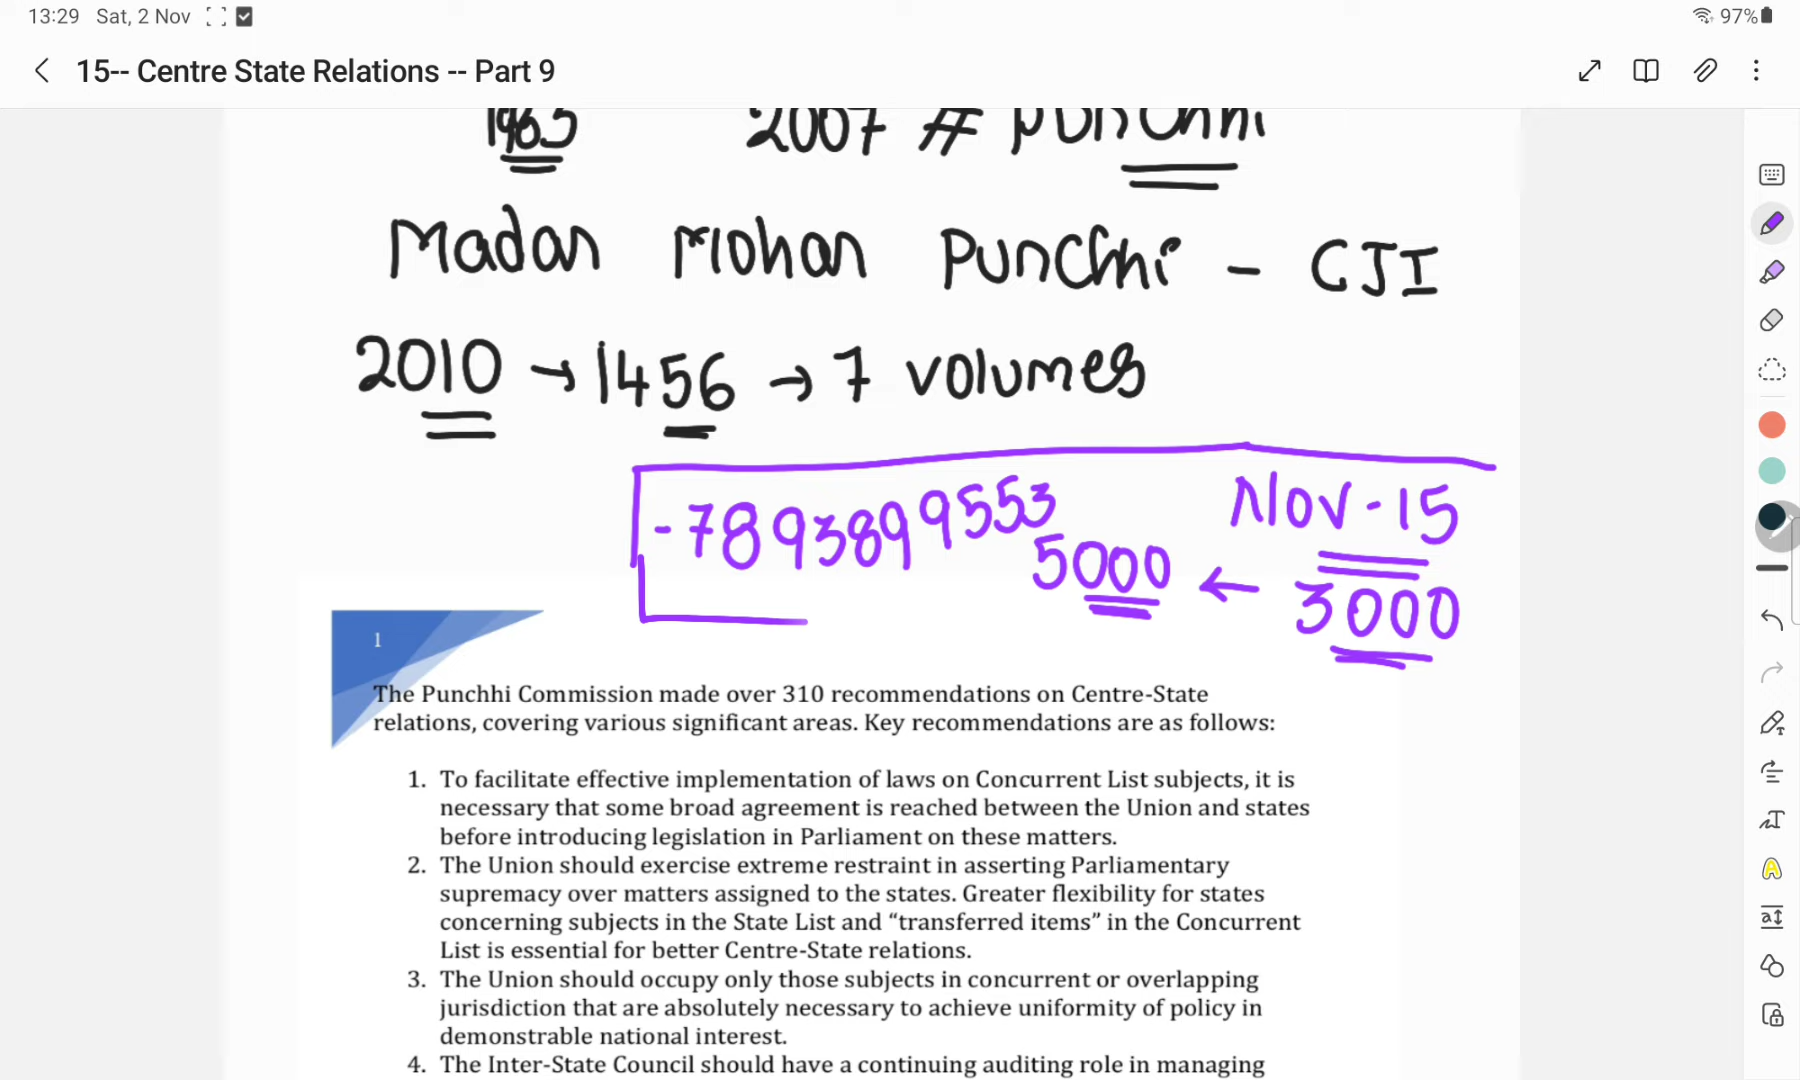 13:29 Sat, 2 Nov 97%
15-- Centre State Relations -- Part 9
1983 2007 # punchhi
Madan Mohan Punchhi - CJI
2010 → 1456 → 7 volumes
- 7893899553 Nov - 15
5000 ← 3000
1
The Punchhi Commission made over 310 recommendations on Centre-State
relations, covering various significant areas. Key recommendations are as follows:
1. To facilitate effective implementation of laws on Concurrent List subjects, it is
necessary that some broad agreement is reached between the Union and states
before introducing legislation in Parliament on these matters.
2. The Union should exercise extreme restraint in asserting Parliamentary
supremacy over matters assigned to the states. Greater flexibility for states
concerning subjects in the State List and “transferred items” in the Concurrent
List is essential for better Centre-State relations.
3. The Union should occupy only those subjects in concurrent or overlapping
jurisdiction that are absolutely necessary to achieve uniformity of policy in
demonstrable national interest.
4. The Inter-State Council should have a continuing auditing role in managing